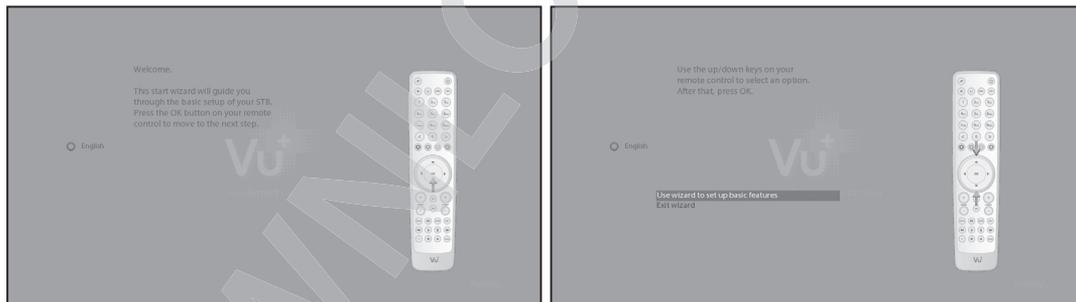 Welcome.
This start wizard will guide you
through the basic setup of your STB.
Press the OK button on your remote
control to move to the next step.
English
Vu+
Vu+
Use the up/down keys on your
remote control to select an option.
After that, press OK.
English
Vu+
Use wizard to set up basic features
Exit wizard
Vu+